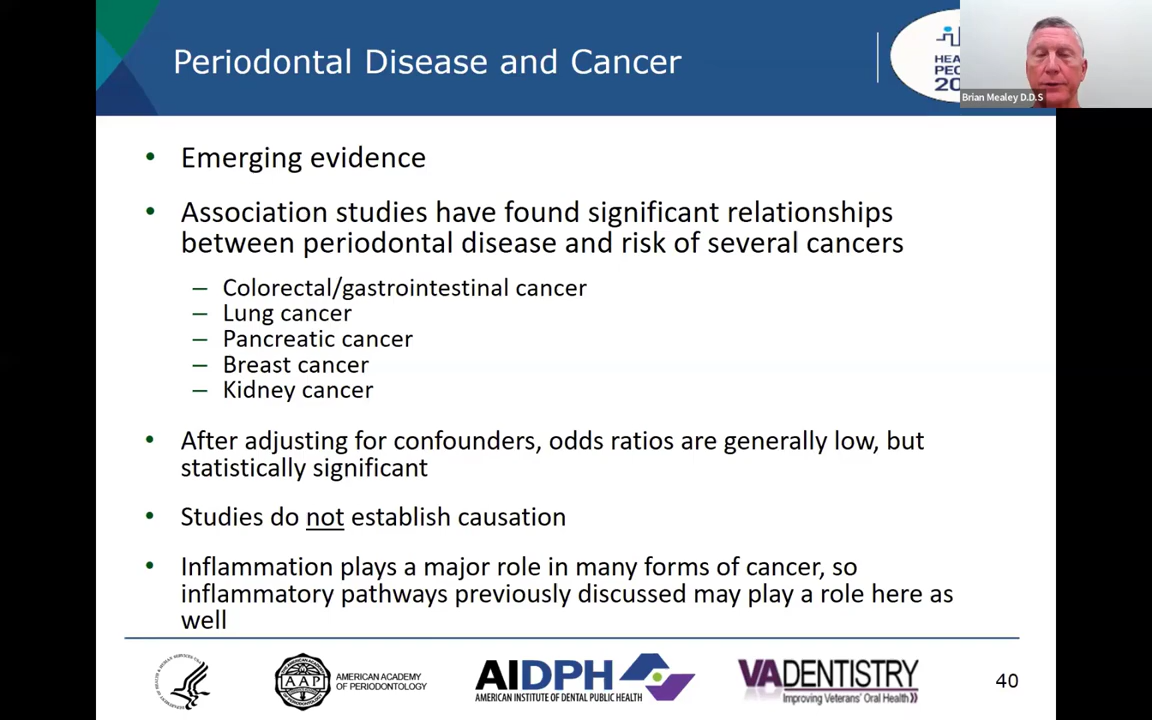 Periodontal Disease and Cancer
Brian Mealey D.D.S
• Emerging evidence
• Association studies have found significant relationships
between periodontal disease and risk of several cancers
– Colorectal/gastrointestinal cancer
– Lung cancer
– Pancreatic cancer
– Breast cancer
– Kidney cancer
• After adjusting for confounders, odds ratios are generally low, but
statistically significant
• Studies do not establish causation
• Inflammation plays a major role in many forms of cancer, so
inflammatory pathways previously discussed may play a role here as
well
AAP
AMERICAN ACADEMY
OF PERIODONTOLOGY
AIDPH
AMERICAN INSTITUTE OF DENTAL PUBLIC HEALTH
VADENTISTRY
Improving Veterans' Oral Health
40